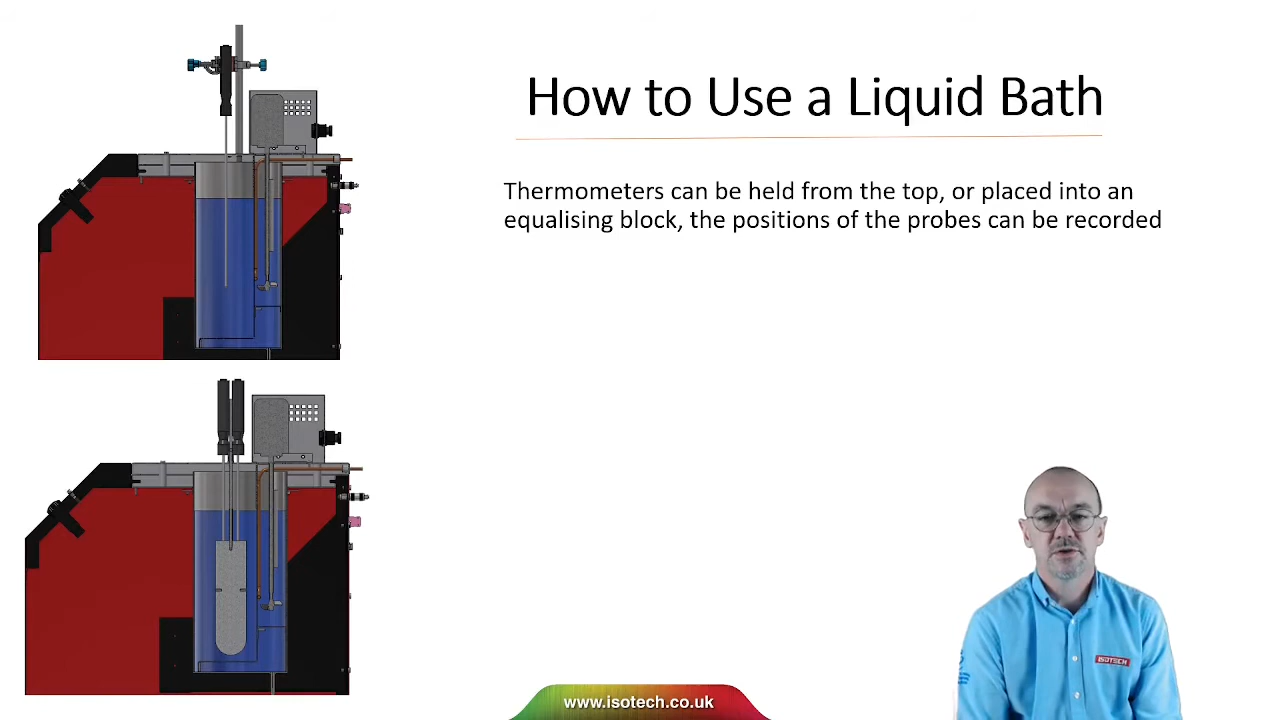 How to Use a Liquid Bath
Thermometers can be held from the top, or placed into an
equalising block, the positions of the probes can be recorded
ISOTECH
www.isotech.co.uk